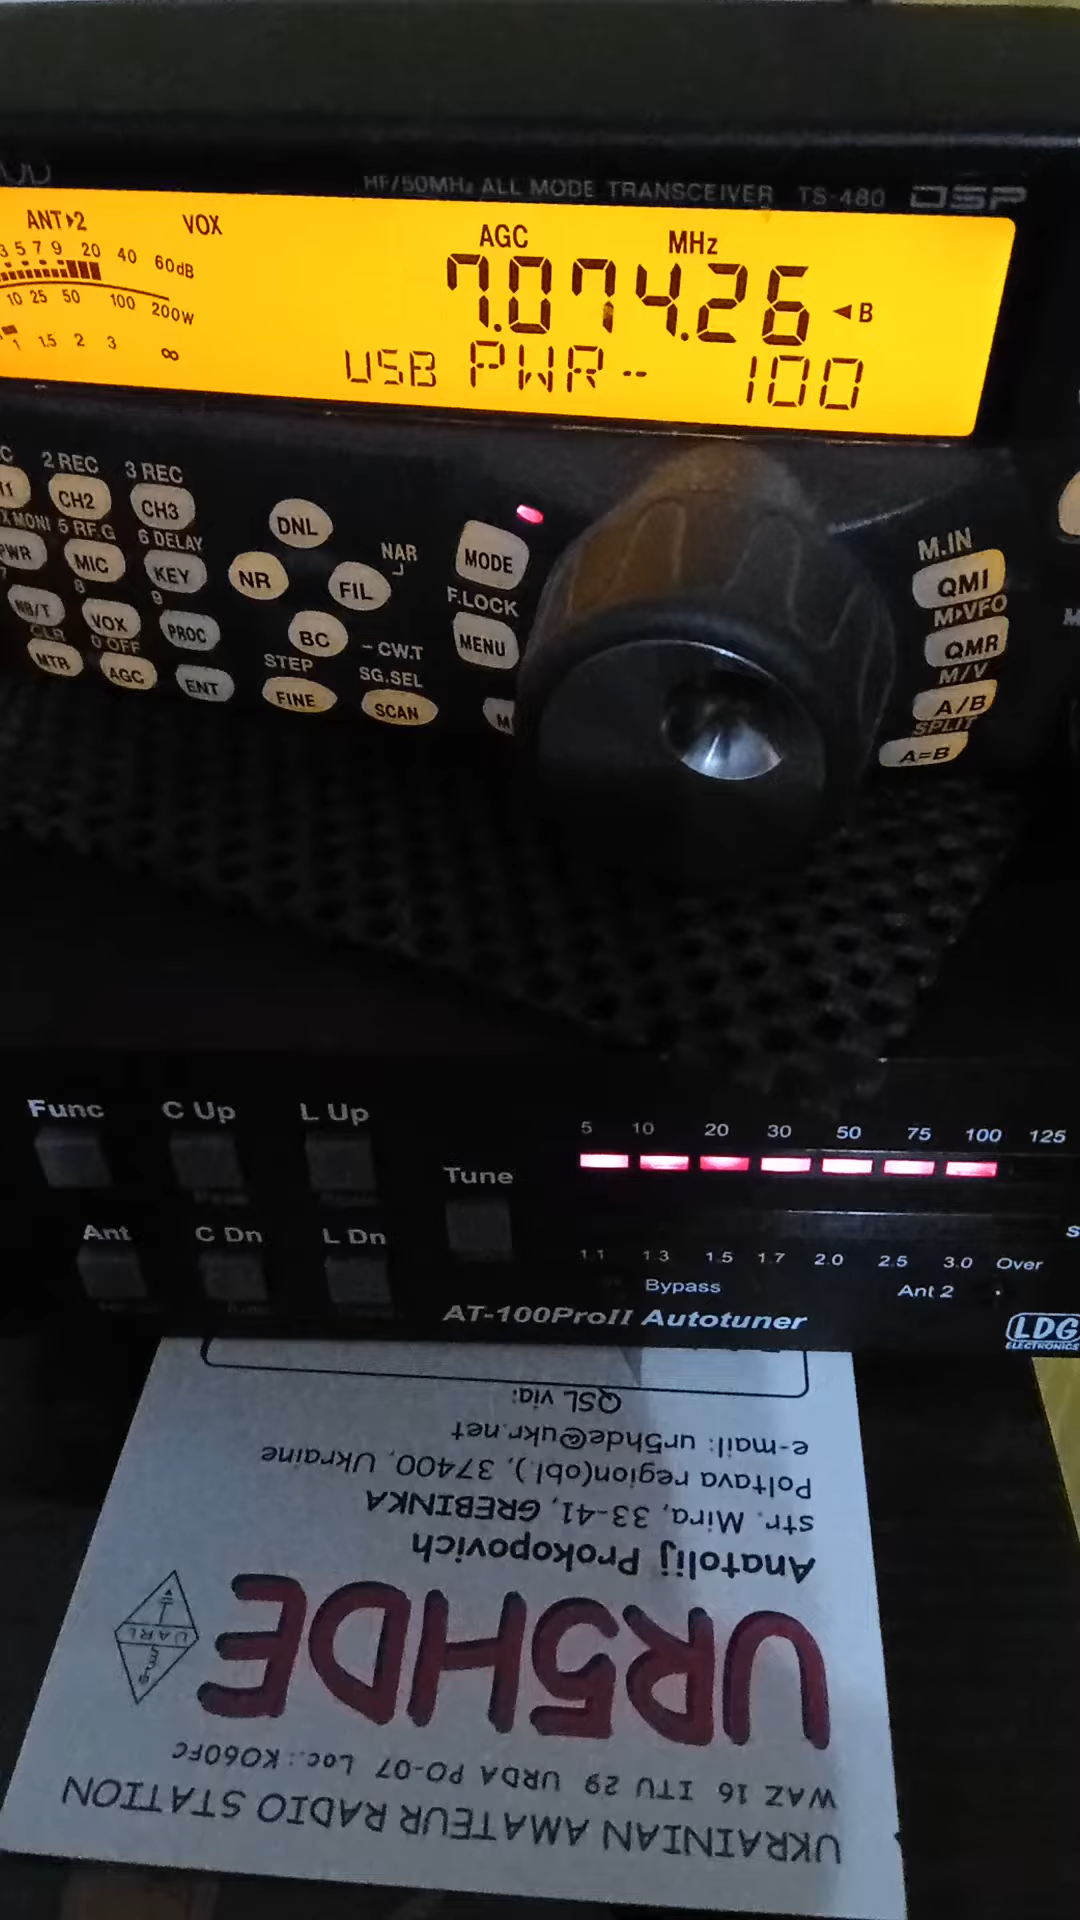 HF/50MHz ALL MODE TRANSCEIVER TS-480 DSP
ANT▸2 VOX AGC MHz
3 5 7 9 20 40 60dB
7.074.26 ◄B
10 25 50 100 200W
1 1.5 2 3 ∞
USB PWR-- 100
2 REC 3 REC
CH2 CH3 DNL
5 RF.G 6 DELAY NAR MODE M.IN
PWR MIC KEY NR FIL F.LOCK QMI
7 8 9 M▸VFO
NB/T VOX PROC BC -CW.T MENU QMR
CLR 0 OFF STEP SG.SEL M/V
MTR AGC ENT FINE SCAN M A/B
SPLIT
A=B
Func C Up L Up
5 10 20 30 50 75 100 125
Tune
Ant C Dn L Dn
1.1 1.3 1.5 1.7 2.0 2.5 3.0 Over
Bypass Ant 2
AT-100ProII Autotuner
LDG
ELECTRONICS
UKRAINIAN AMATEUR RADIO STATION
WAZ 16 ITU 29 URDA PO-07 Loc.: KO60FC
UR5HDE
UARL
Anatolij Prokopovich
str. Mira, 33-41, GREBINKA
Poltava region(obl.), 37400, Ukraine
e-mail: ur5hde@ukr.net
QSL via: